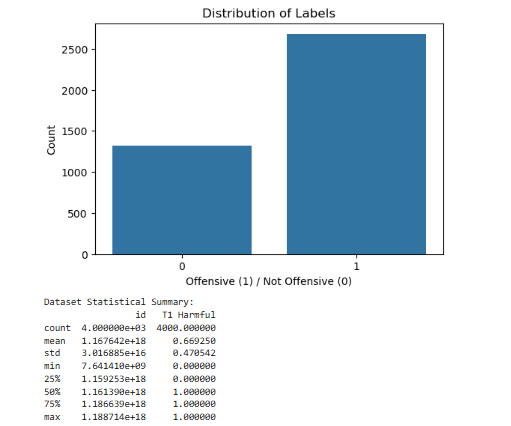 Distribution of Labels
2500
2000
1500
1000
500
0
Count
0 1
Offensive (1) / Not Offensive (0)
Dataset Statistical Summary:
id T1 Harmful
count 4.000000e+03 4000.000000
mean 1.167642e+18 0.669250
std 3.016885e+16 0.470542
min 7.641410e+09 0.000000
25% 1.159253e+18 0.000000
50% 1.161390e+18 1.000000
75% 1.186639e+18 1.000000
max 1.188714e+18 1.000000